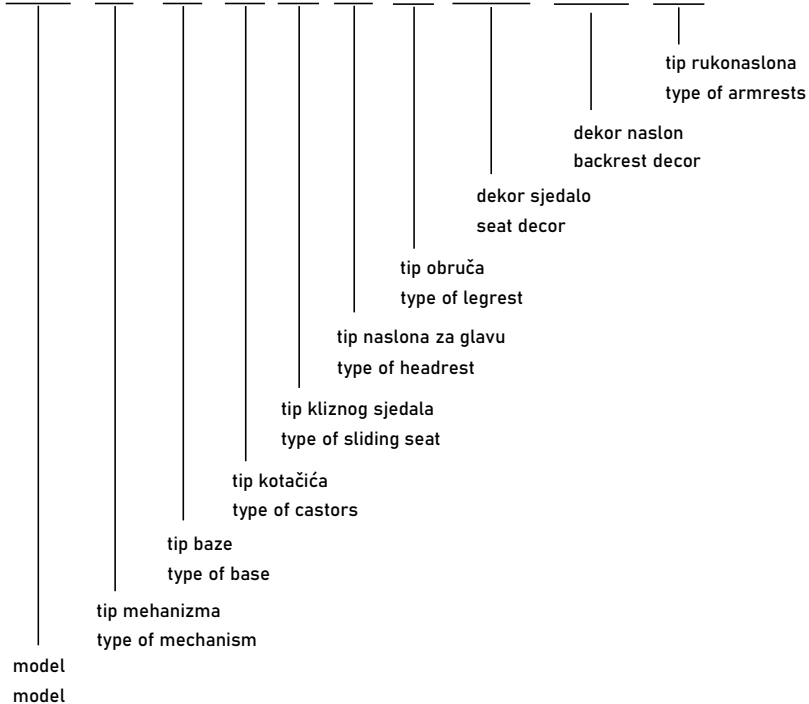 tip rukonaslona
type of armrests
dekor naslon
backrest decor
dekor sjedalo
seat decor
tip obruča
type of legrest
tip naslona za glavu
type of headrest
tip kliznog sjedala
type of sliding seat
tip kotačića
type of castors
tip baze
type of base
tip mehanizma
type of mechanism
model
model